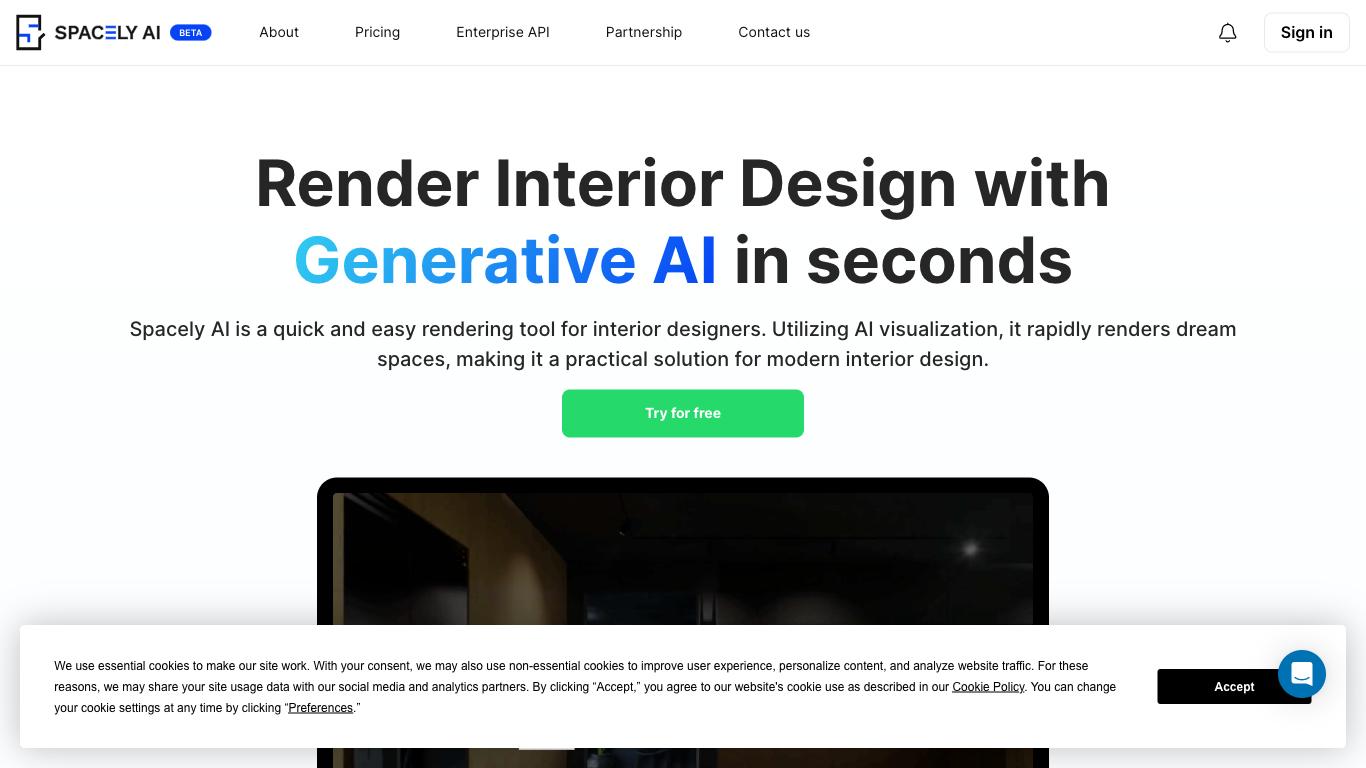 SPACELY AI BETA About Pricing Enterprise API Partnership Contact us Sign in
Render Interior Design with
Generative AI in seconds
Spacely AI is a quick and easy rendering tool for interior designers. Utilizing AI visualization, it rapidly renders dream
spaces, making it a practical solution for modern interior design.
Try for free
We use essential cookies to make our site work. With your consent, we may also use non-essential cookies to improve user experience, personalize content, and analyze website traffic. For these
reasons, we may share your site usage data with our social media and analytics partners. By clicking “Accept,” you agree to our website's cookie use as described in our Cookie Policy. You can change
your cookie settings at any time by clicking “Preferences.”
Accept